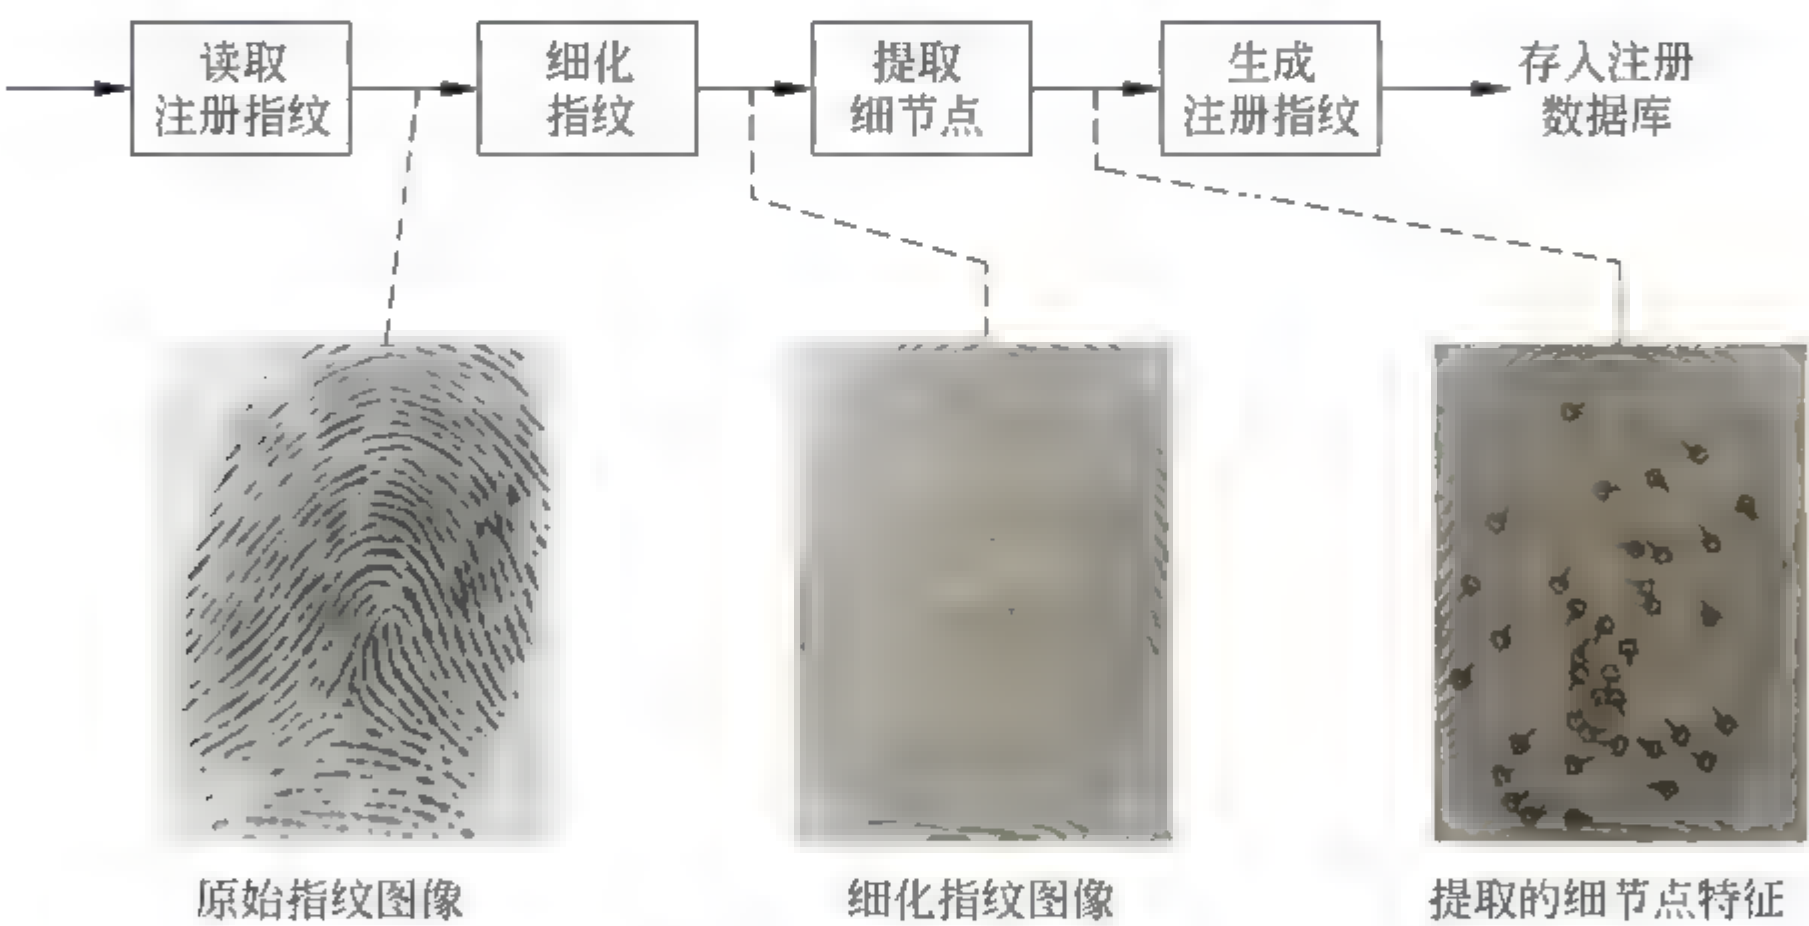 读取
注册指纹
细化
指纹
提取
细节点
生成
注册指纹
存入注册
数据库
原始指纹图像
细化指纹图像
提取的细节点特征